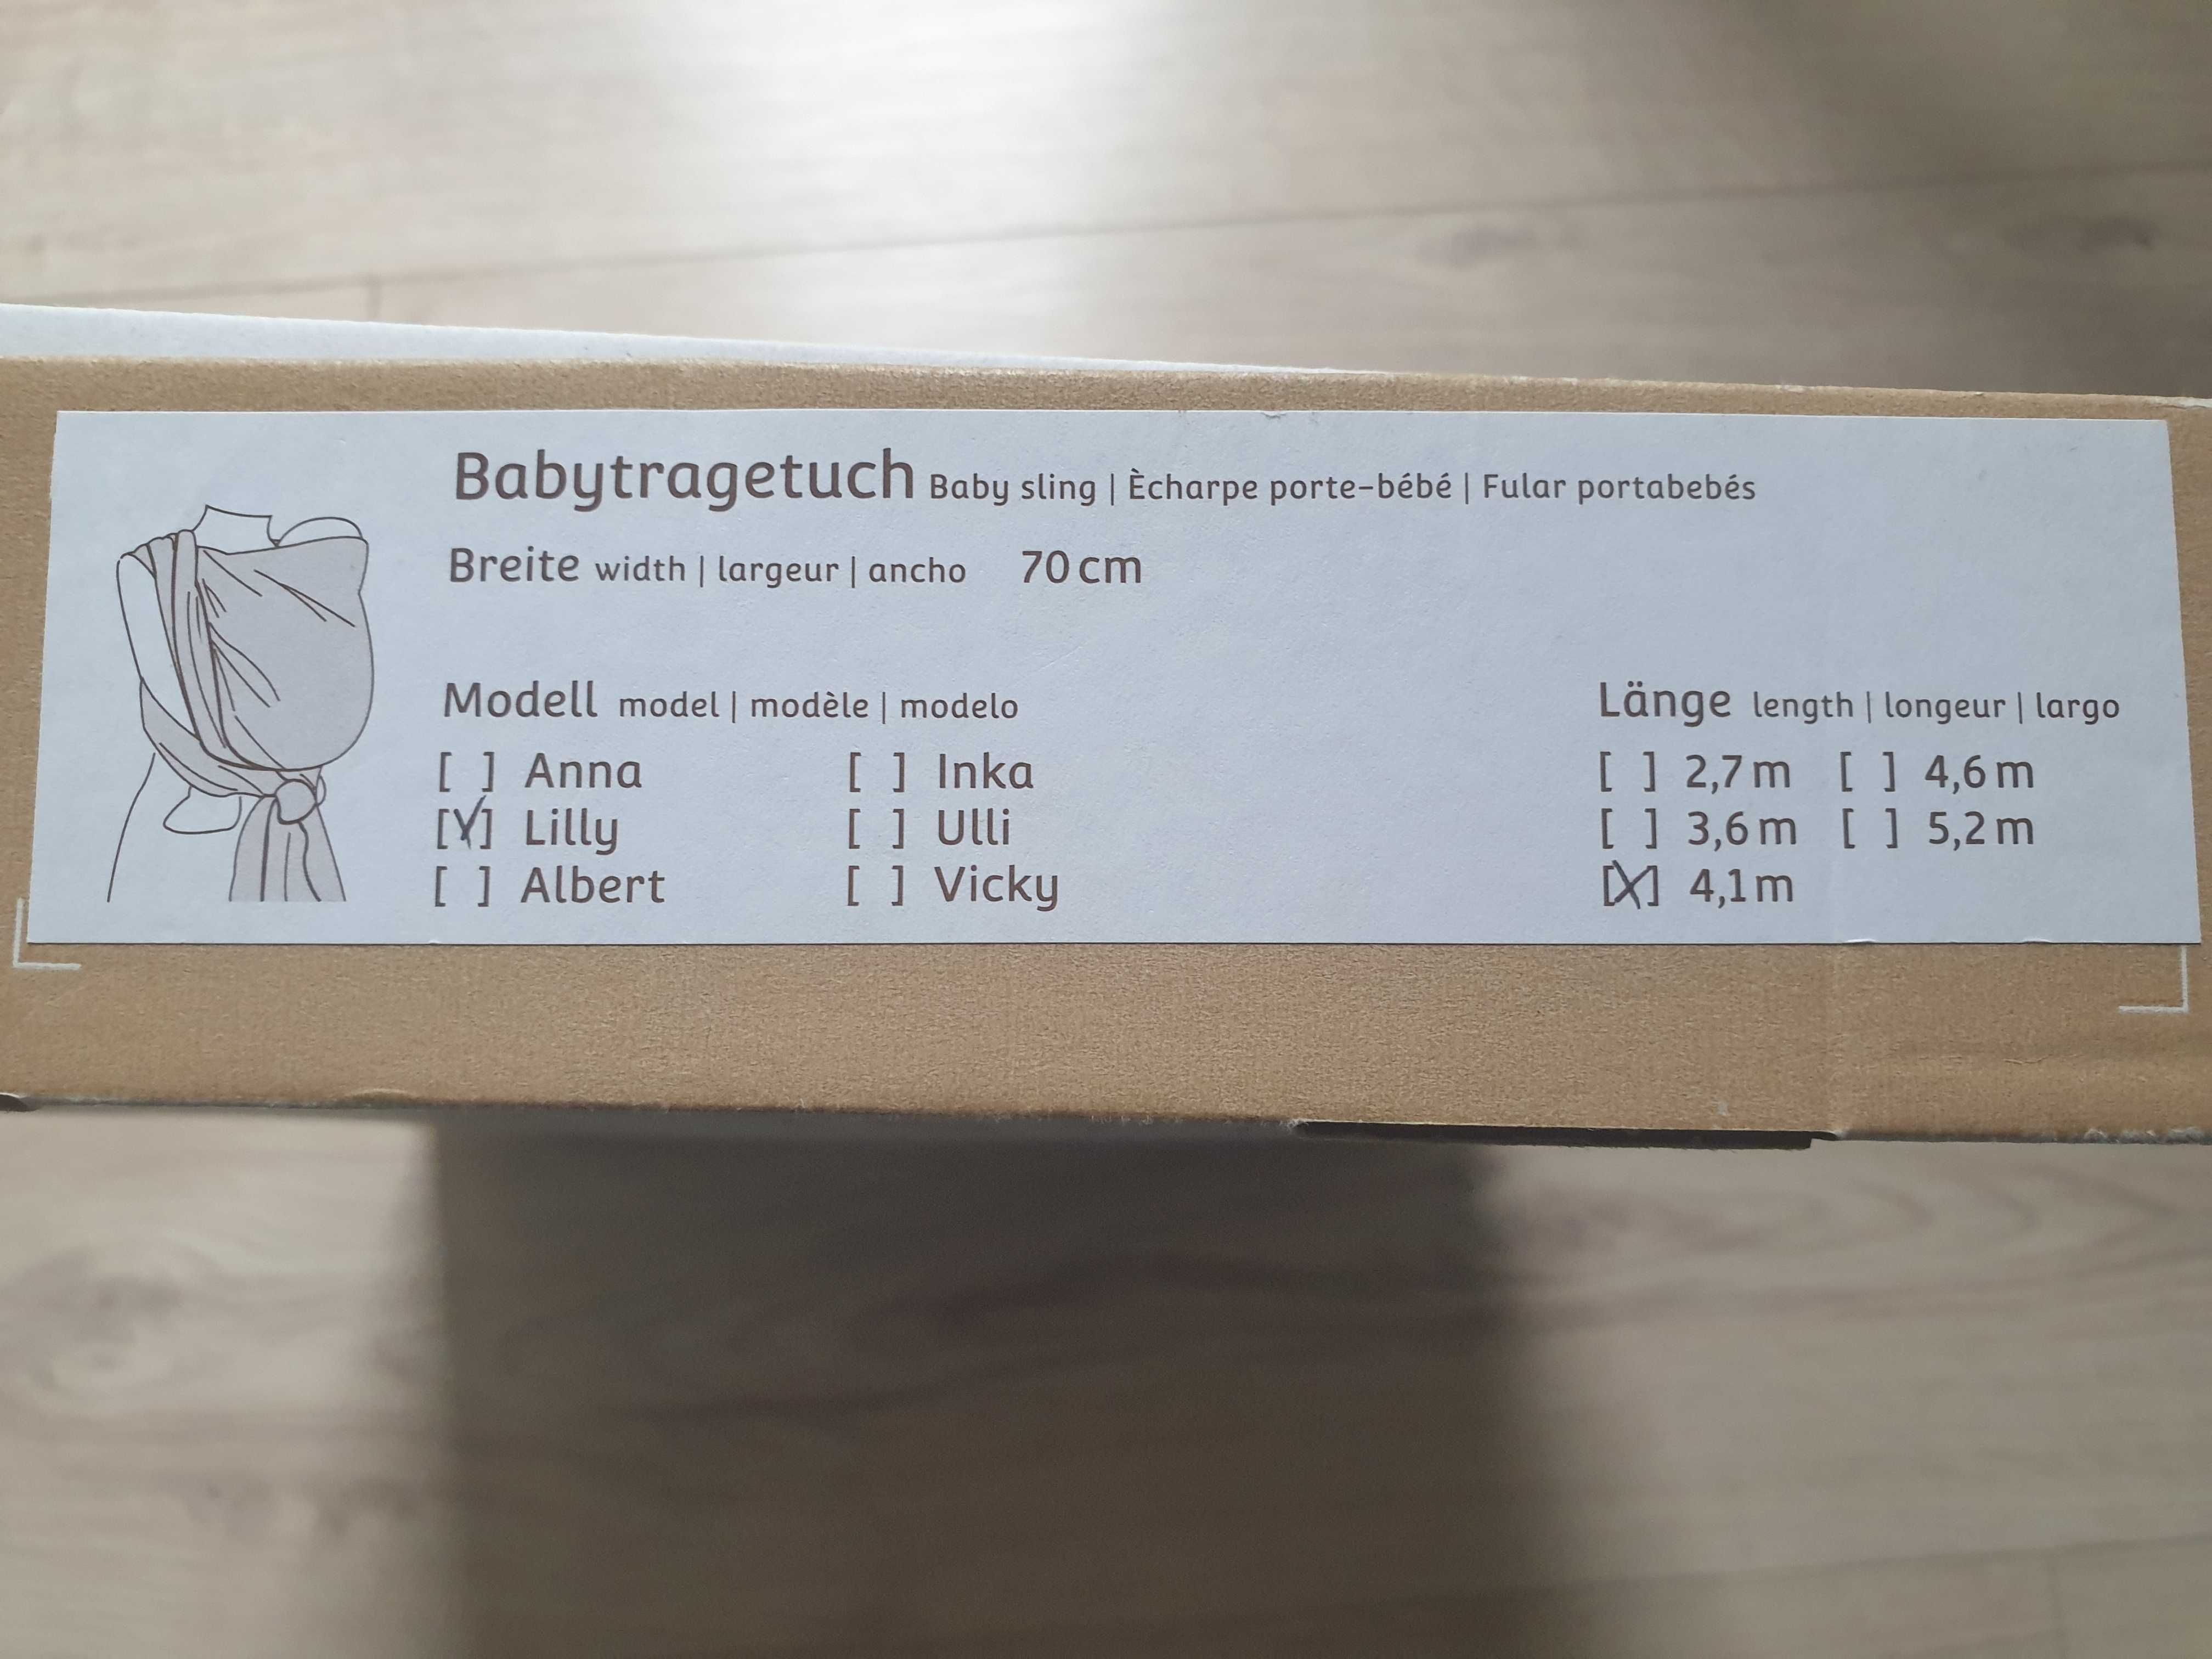 Babytragetuch Baby sling | Ècharpe porte-bébé | Fular portabebés
Breite width | largeur | ancho 70 cm
Modell model | modèle | modelo
[ ] Anna [ ] Inka
[X] Lilly [ ] Ulli
[ ] Albert [ ] Vicky
Länge length | longeur | largo
[ ] 2,7 m [ ] 4,6 m
[ ] 3,6 m [ ] 5,2 m
[X] 4,1 m